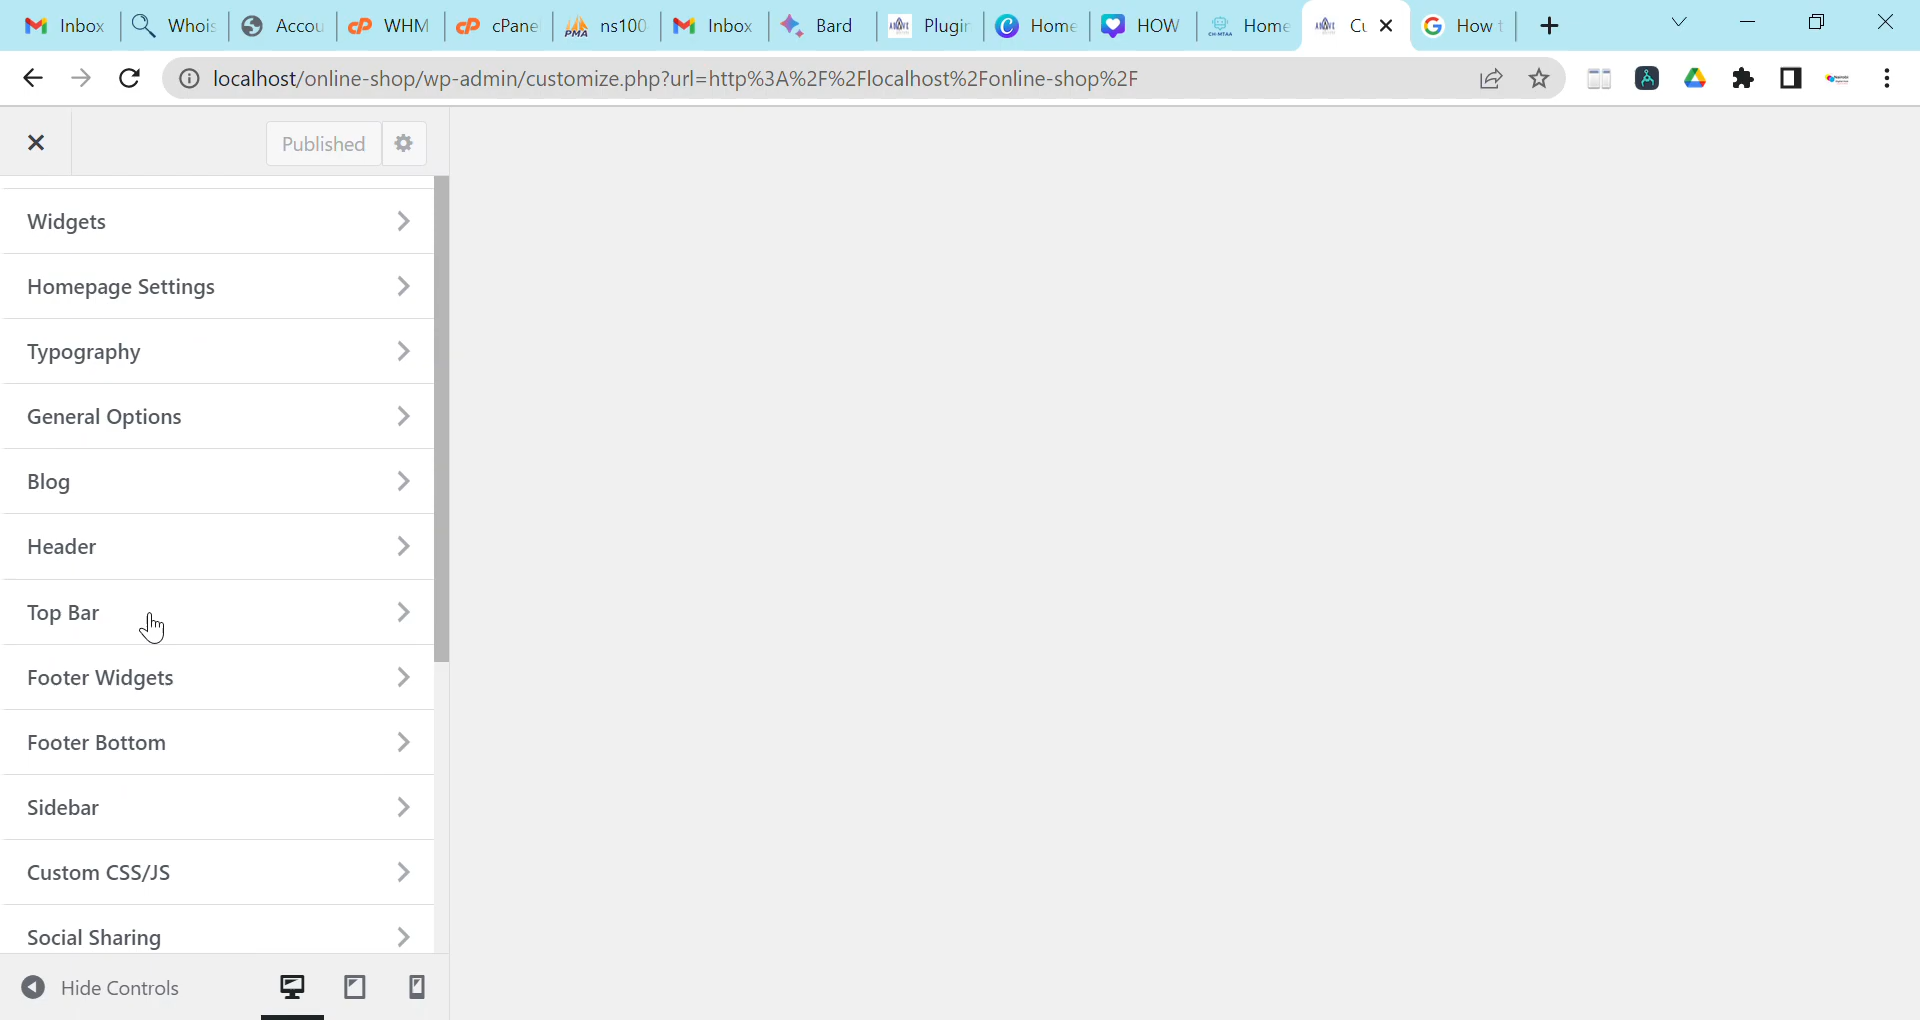 Inbox Whois Accou WHM cPane ns100 Inbox Bard Plugin Home HOW Home Cu How t
localhost/online-shop/wp-admin/customize.php?url=http%3A%2F%2Flocalhost%2Fonline-shop%2F
Published
Widgets
Homepage Settings
Typography
General Options
Blog
Header
Top Bar
Footer Widgets
Footer Bottom
Sidebar
Custom CSS/JS
Social Sharing
Hide Controls